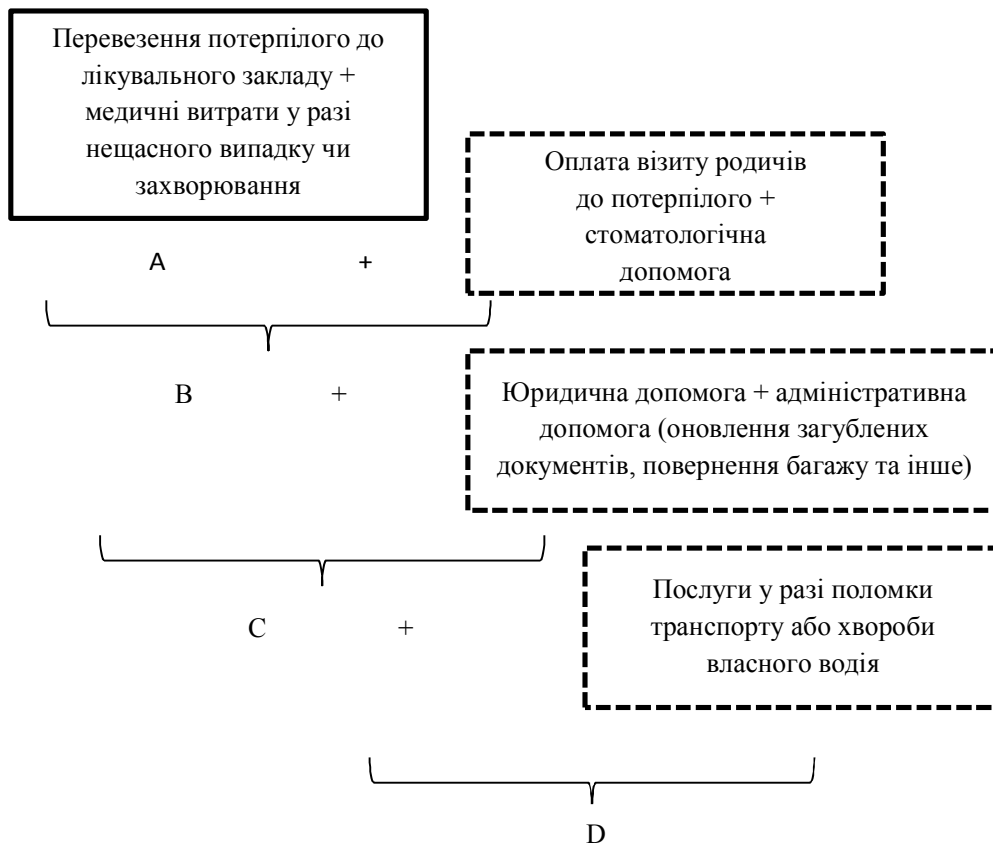 Перевезення потерпілого до
лікувального закладу +
медичні витрати у разі
нещасного випадку чи
захворювання
Оплата візиту родичів
до потерпілого +
стоматологічна
допомога
A +
B +
Юридична допомога + адміністративна
допомога (оновлення загублених
документів, повернення багажу та інше)
C +
Послуги у разі поломки
транспорту або хвороби
власного водія
D